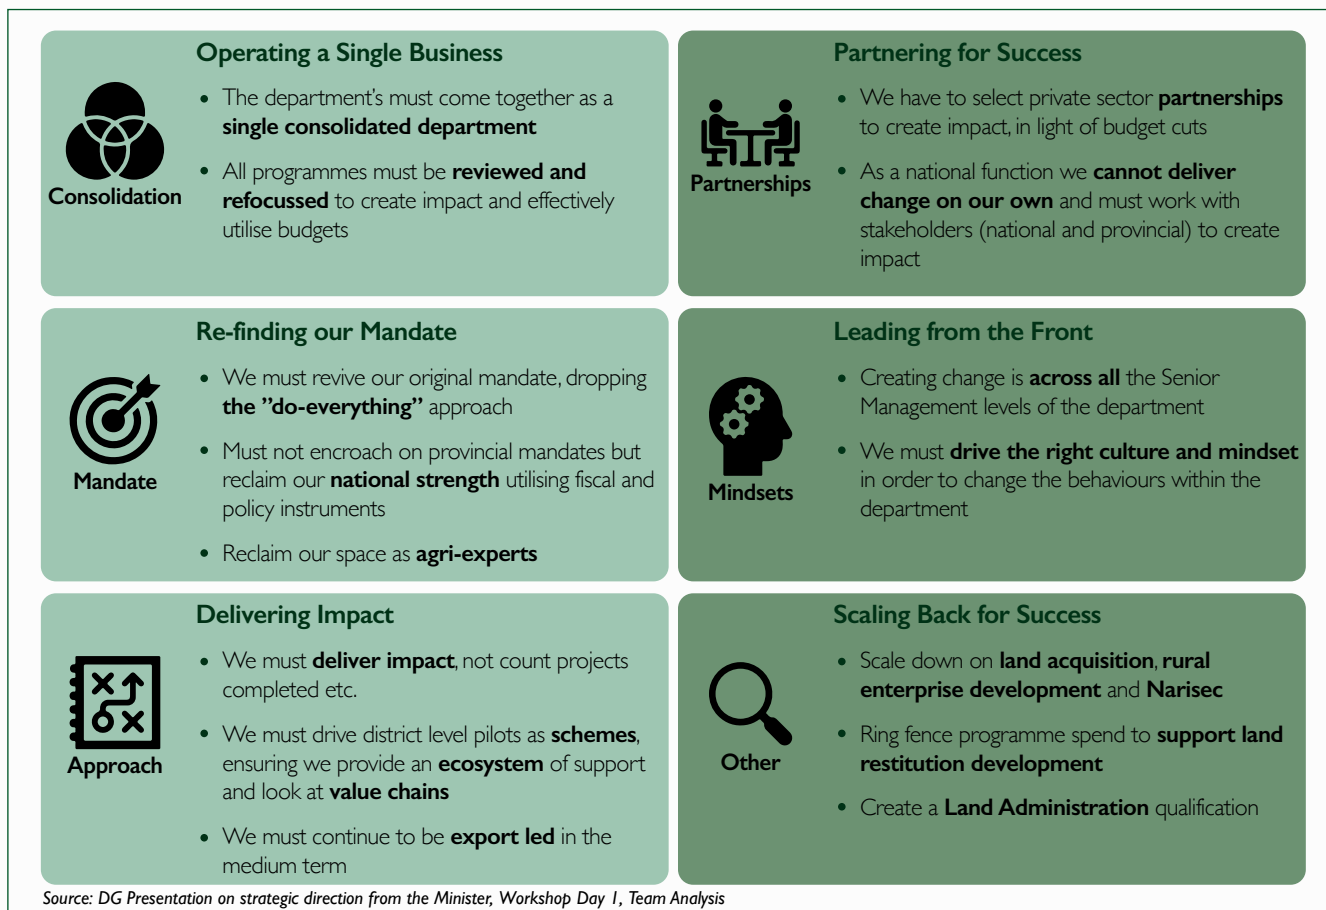 Operating a Single Business
• The department's must come together as a
single consolidated department
• All programmes must be reviewed and
refocussed to create impact and effectively
utilise budgets
Consolidation
Partnering for Success
• We have to select private sector partnerships
to create impact, in light of budget cuts
• As a national function we cannot deliver
change on our own and must work with
stakeholders (national and provincial) to create
impact
Partnerships
Re-finding our Mandate
• We must revive our original mandate, dropping
the ”do-everything” approach
• Must not encroach on provincial mandates but
reclaim our national strength utilising fiscal and
policy instruments
• Reclaim our space as agri-experts
Mandate
Leading from the Front
• Creating change is across all the Senior
Management levels of the department
• We must drive the right culture and mindset
in order to change the behaviours within the
department
Mindsets
Delivering Impact
• We must deliver impact, not count projects
completed etc.
• We must drive district level pilots as schemes,
ensuring we provide an ecosystem of support
and look at value chains
• We must continue to be export led in the
medium term
Approach
Scaling Back for Success
• Scale down on land acquisition, rural
enterprise development and Narisec
• Ring fence programme spend to support land
restitution development
• Create a Land Administration qualification
Other
Source: DG Presentation on strategic direction from the Minister, Workshop Day 1, Team Analysis